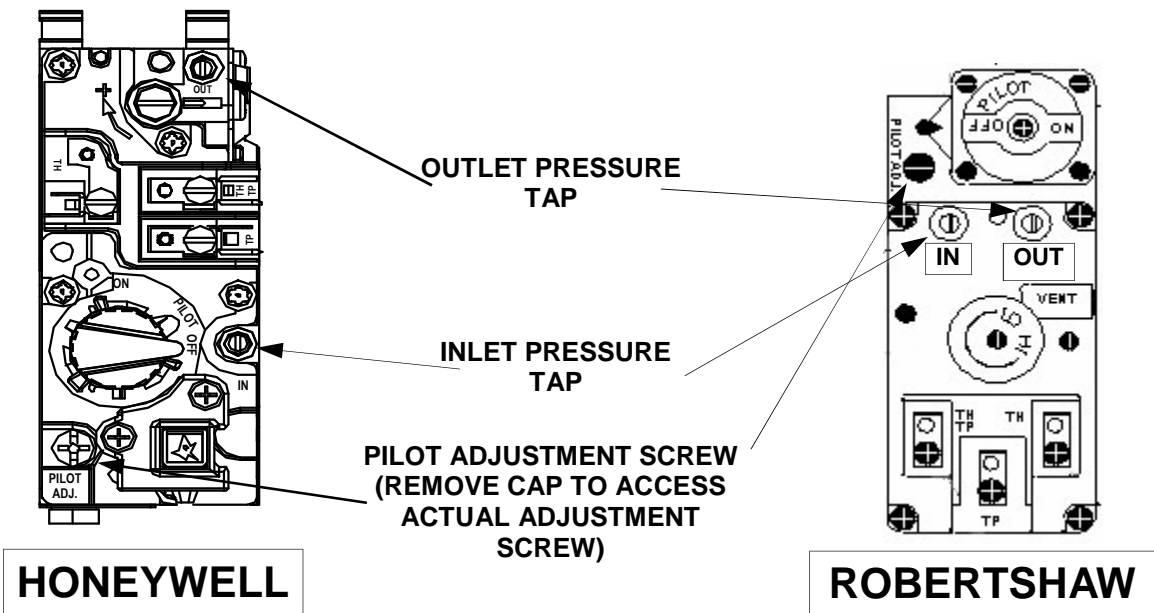 OUT
TH
TH
TP
TP
ON
PILOT
OFF
IN
PILOT
ADJ.
HONEYWELL
OUTLET PRESSURE
TAP
INLET PRESSURE
TAP
PILOT ADJUSTMENT SCREW
(REMOVE CAP TO ACCESS
ACTUAL ADJUSTMENT
SCREW)
PILOT
OFF
ON
PILOT ADJ.
IN
OUT
VENT
TH
TP
TH
TP
ROBERTSHAW